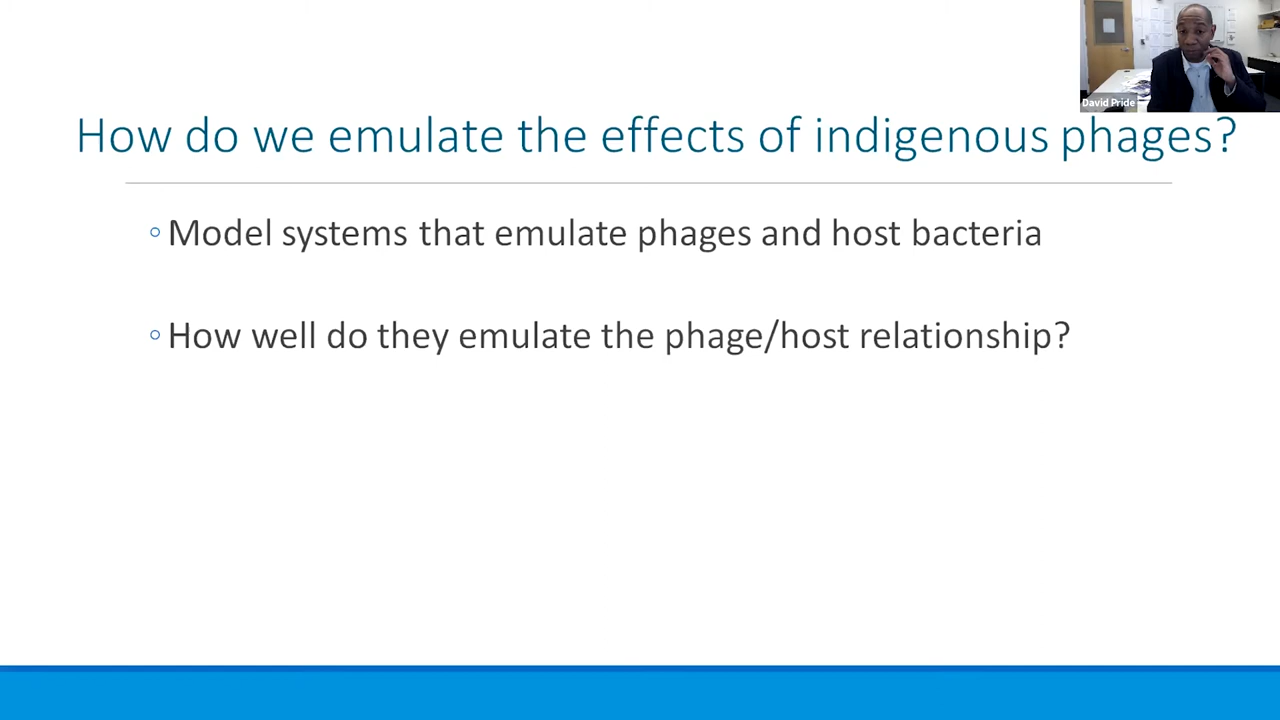 David Pride
How do we emulate the effects of indigenous phages?
◦ Model systems that emulate phages and host bacteria
◦ How well do they emulate the phage/host relationship?